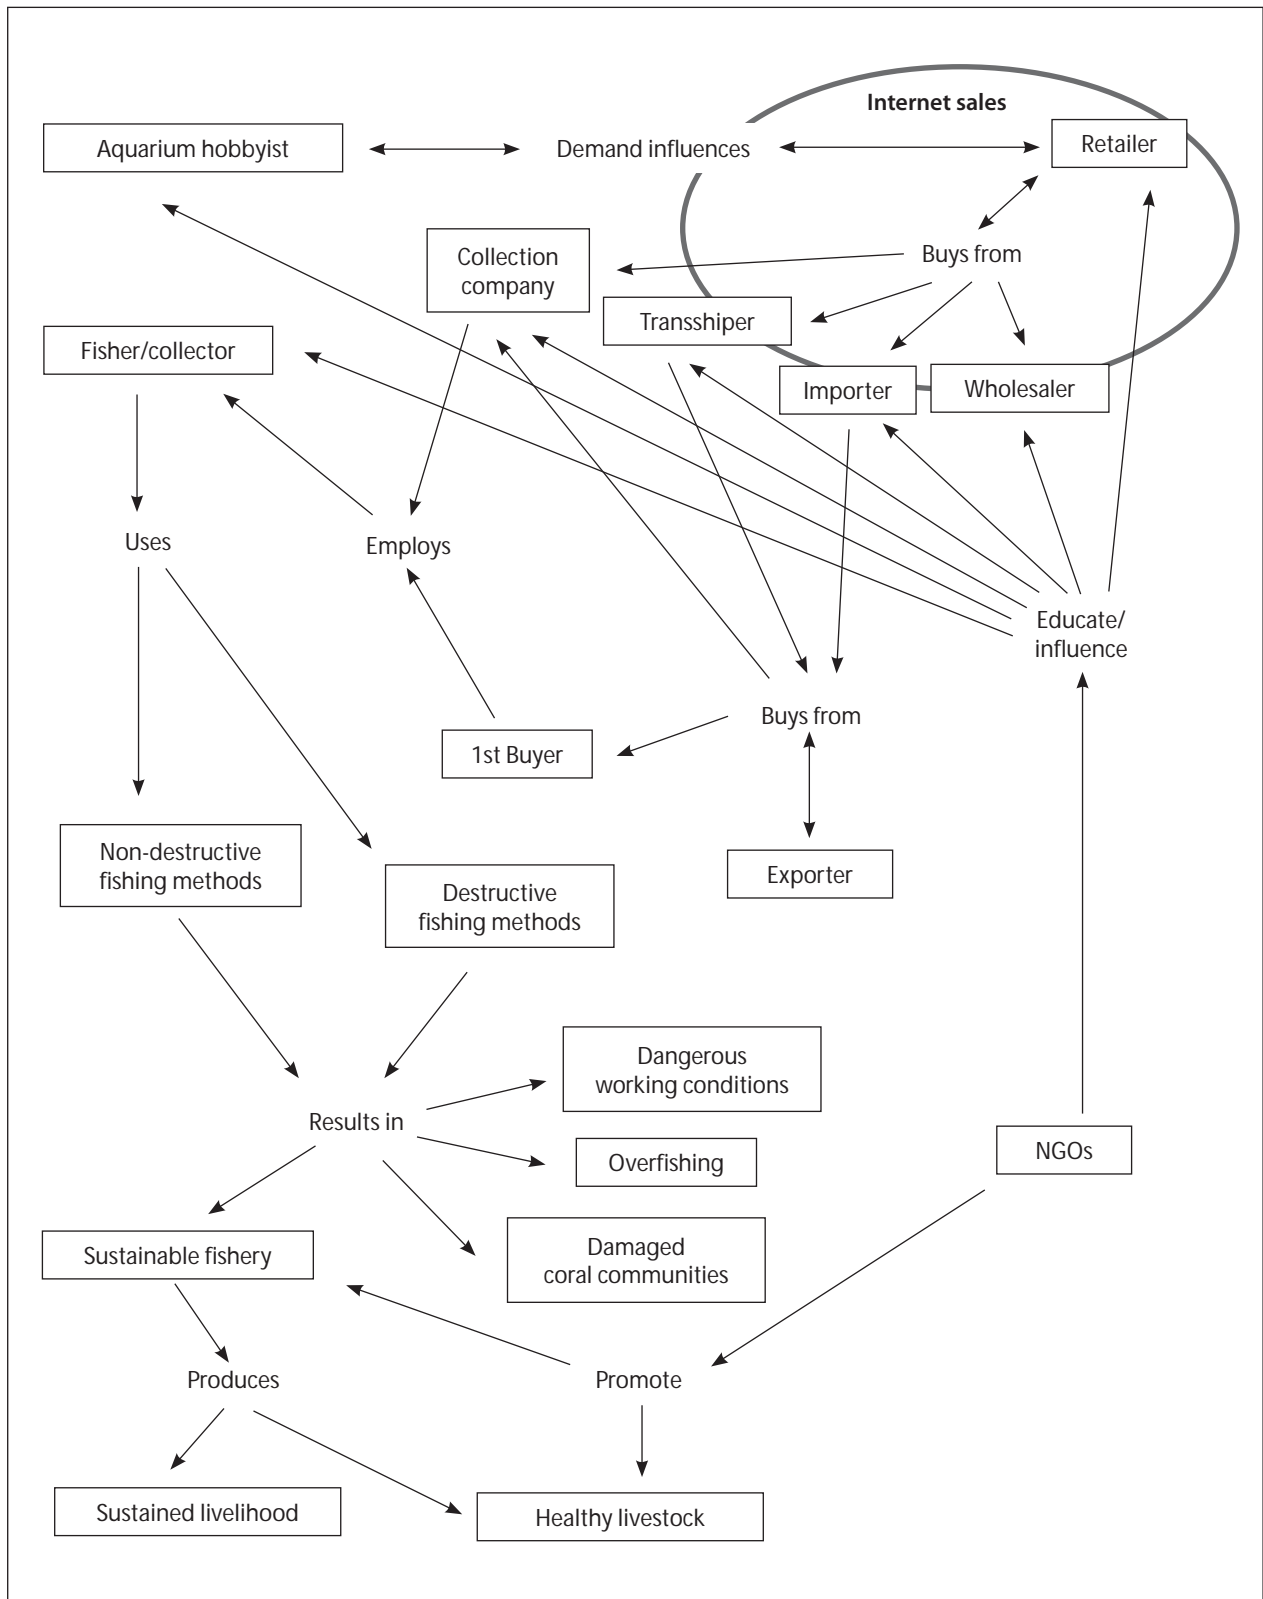 Internet sales
Aquarium hobbyist
Demand influences
Retailer
Collection
company
Buys from
Transshiper
Fisher/collector
Importer
Wholesaler
Uses
Employs
Educate/
influence
Buys from
1st Buyer
Non-destructive
fishing methods
Exporter
Destructive
fishing methods
Dangerous
working conditions
Results in
Overfishing
NGOs
Sustainable fishery
Damaged
coral communities
Produces
Promote
Sustained livelihood
Healthy livestock